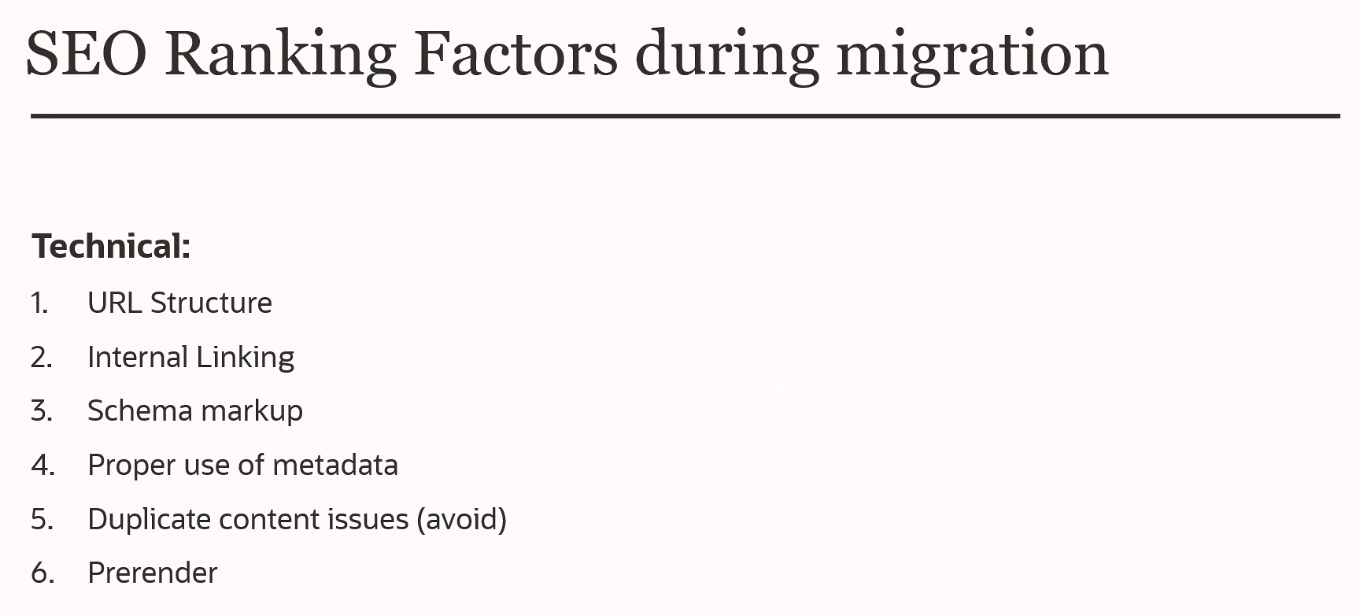 SEO Ranking Factors during migration
Technical:
1. URL Structure
2. Internal Linking
3. Schema markup
4. Proper use of metadata
5. Duplicate content issues (avoid)
6. Prerender